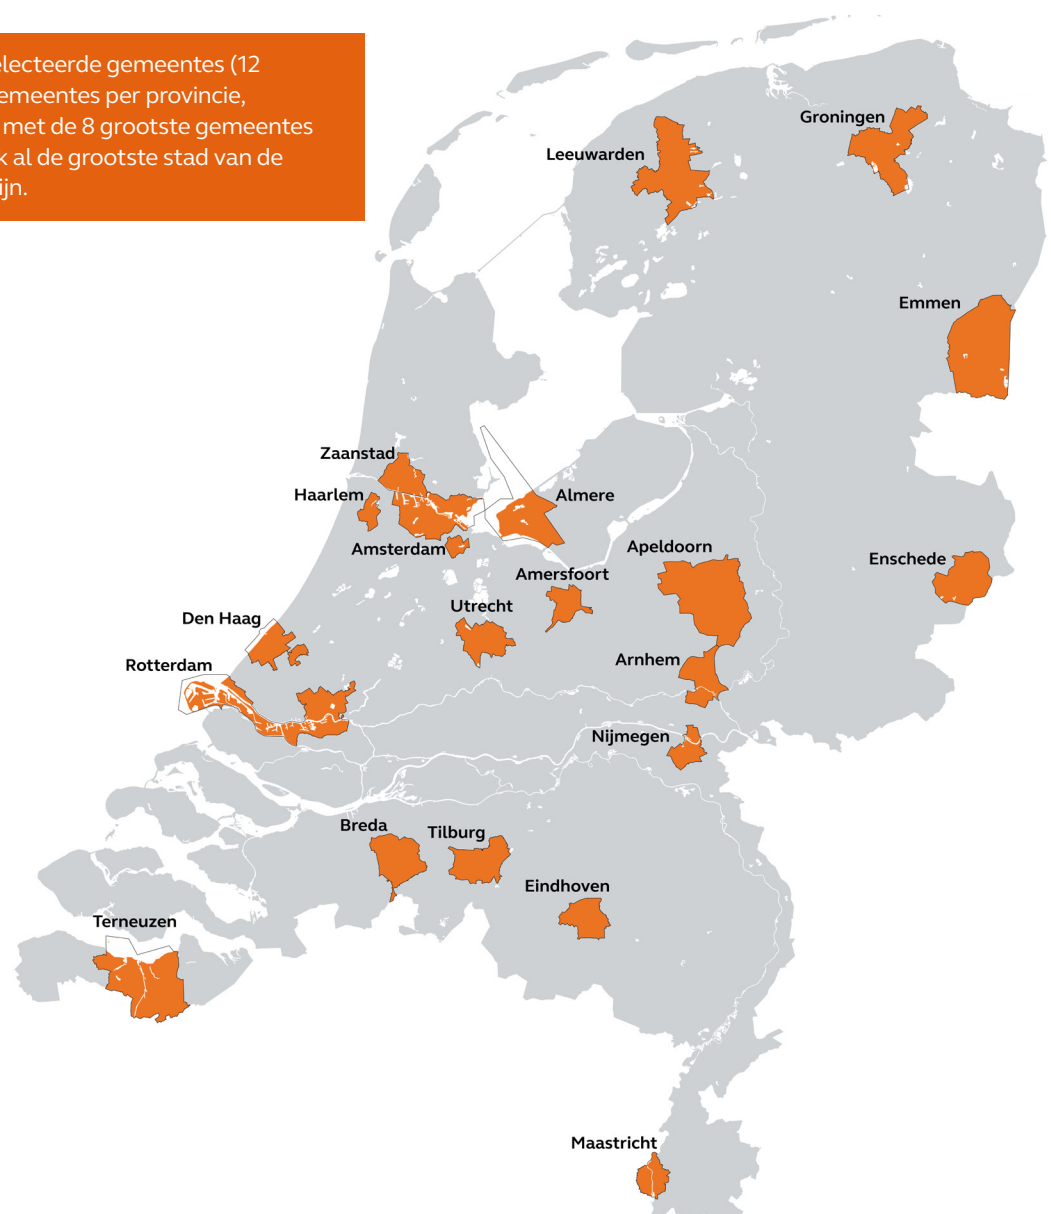 electeerde gemeentes (12
emeentes per provincie,
met de 8 grootste gemeentes
k al de grootste stad van de
ijn.
Groningen
Leeuwarden
Emmen
Zaanstad
Haarlem
Almere
Amsterdam
Apeldoorn
Enschede
Amersfoort
Utrecht
Den Haag
Arnhem
Rotterdam
Nijmegen
Breda
Tilburg
Eindhoven
Terneuzen
Maastricht